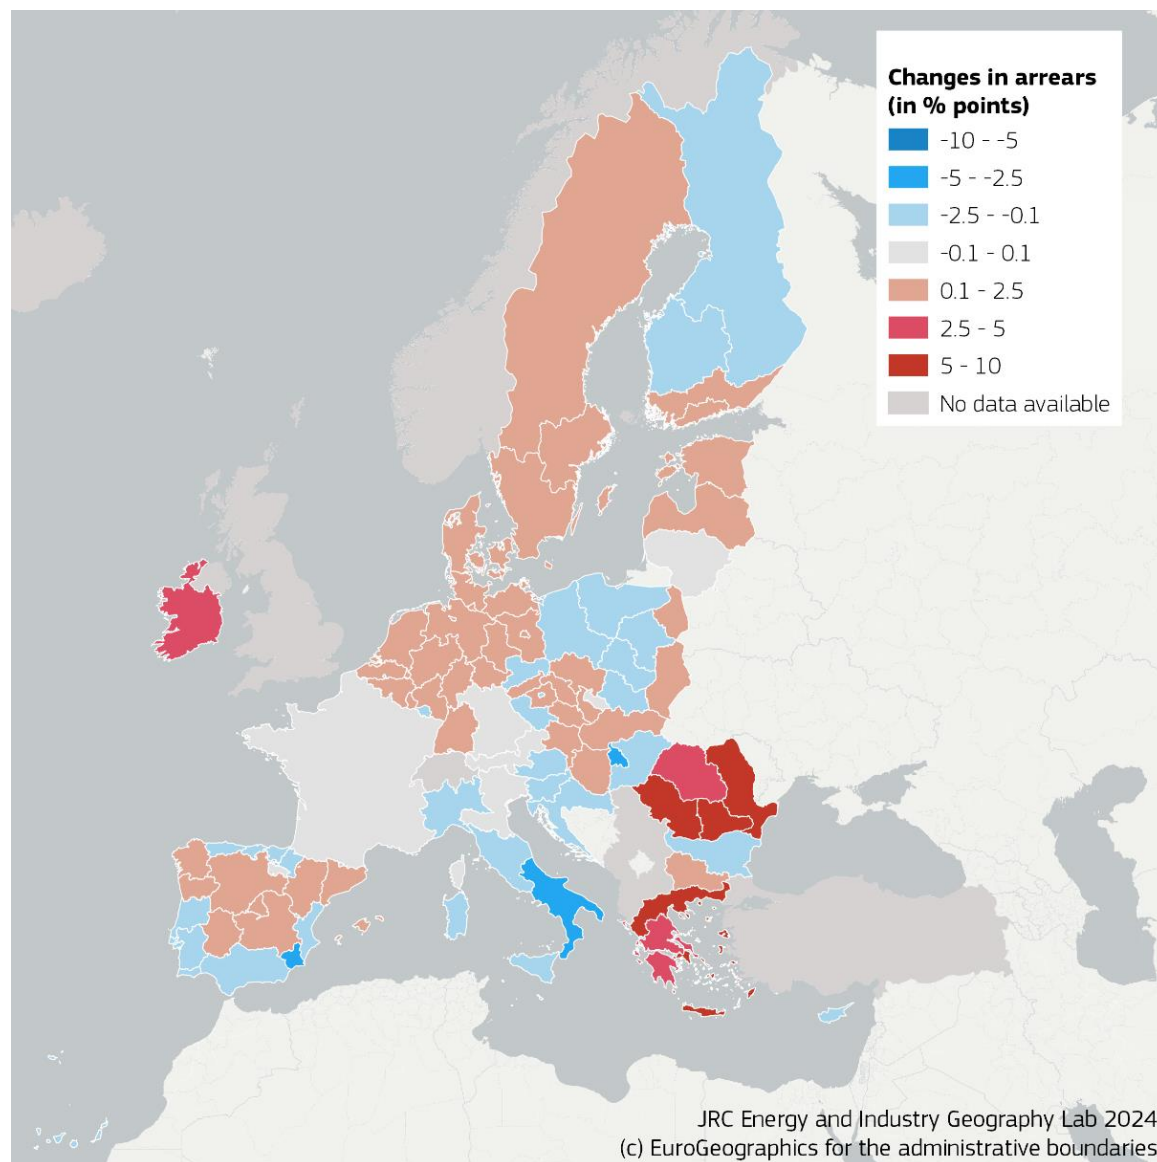 Changes in arrears
(in % points)
-10 - -5
-5 - -2.5
-2.5 - -0.1
-0.1 - 0.1
0.1 - 2.5
2.5 - 5
5 - 10
No data available
JRC Energy and Industry Geography Lab 2024
(c) EuroGeographics for the administrative boundaries